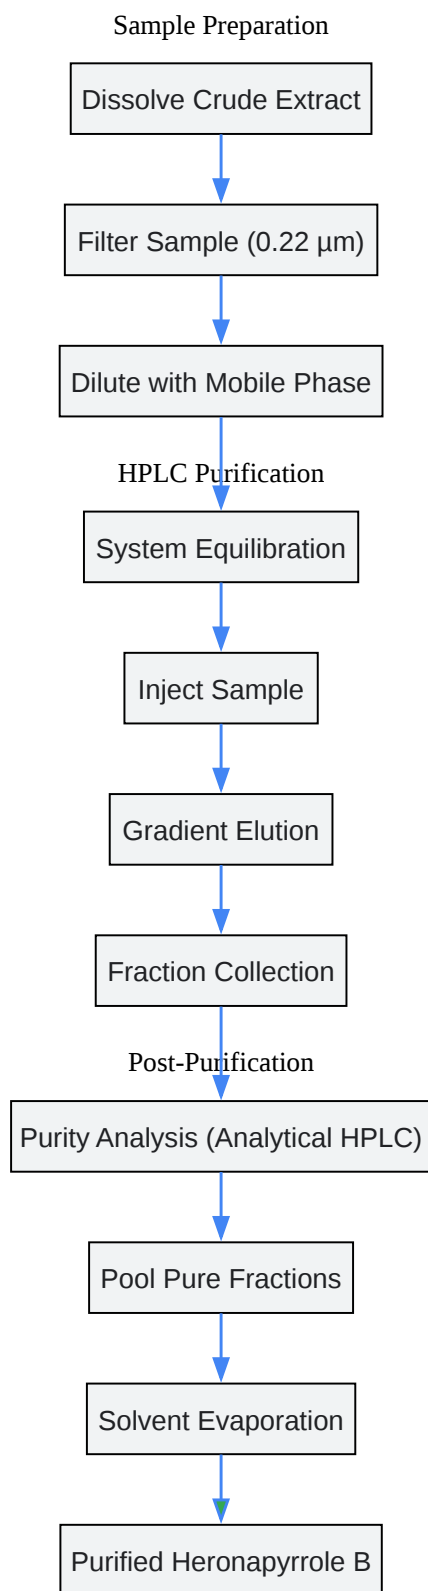 Sample Preparation
Dissolve Crude Extract
Filter Sample (0.22 µm)
Dilute with Mobile Phase
HPLC Purification
System Equilibration
Inject Sample
Gradient Elution
Fraction Collection
Post-Purification
Purity Analysis (Analytical HPLC)
Pool Pure Fractions
Solvent Evaporation
Purified Heronapyrrole B